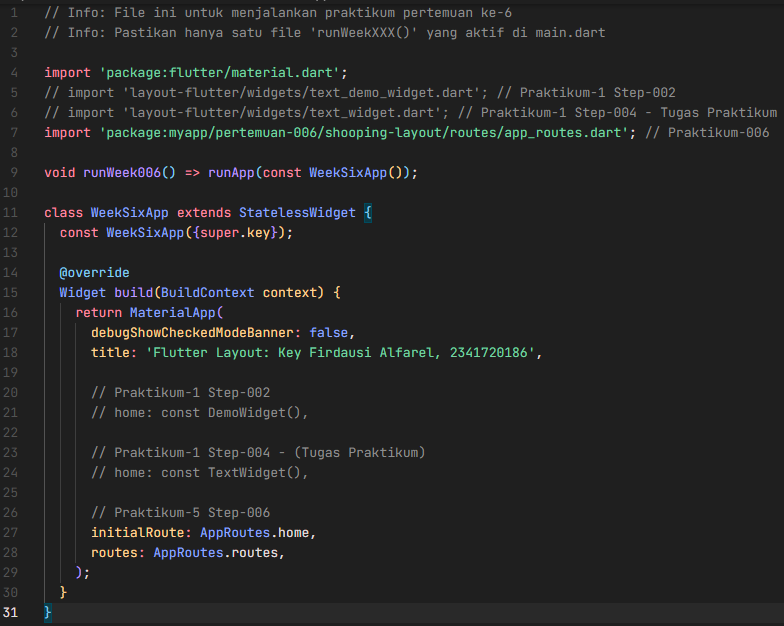 1 // Info: File ini untuk menjalankan praktikum pertemuan ke-6
2 // Info: Pastikan hanya satu file 'runWeekXXX()' yang aktif di main.dart
3
4 import 'package:flutter/material.dart';
5 // import 'layout-flutter/widgets/text_demo_widget.dart'; // Praktikum-1 Step-002
6 // import 'layout-flutter/widgets/text_widget.dart'; // Praktikum-1 Step-004 - Tugas Praktikum
7 import 'package:myapp/pertemuan-006/shooping-layout/routes/app_routes.dart'; // Praktikum-006
8
9 void runWeek006() => runApp(const WeekSixApp());
10
11 class WeekSixApp extends StatelessWidget {
12   const WeekSixApp({super.key});
13
14   @override
15   Widget build(BuildContext context) {
16     return MaterialApp(
17       debugShowCheckedModeBanner: false,
18       title: 'Flutter Layout: Key Firdausi Alfarel, 2341720186',
19
20       // Praktikum-1 Step-002
21       // home: const DemoWidget(),
22
23       // Praktikum-1 Step-004 - (Tugas Praktikum)
24       // home: const TextWidget(),
25
26       // Praktikum-5 Step-006
27       initialRoute: AppRoutes.home,
28       routes: AppRoutes.routes,
29     );
30   }
31 }